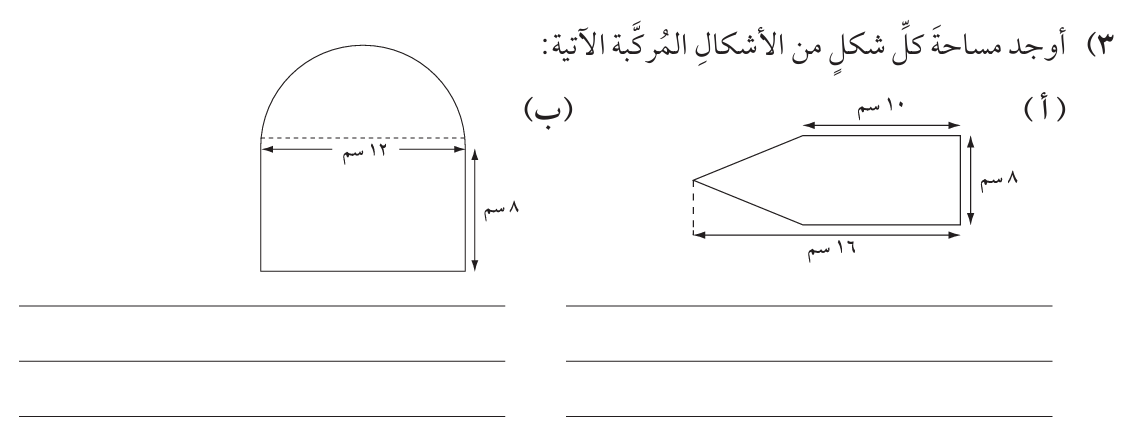 ٣) أوجد مساحةَ كلِّ شكلٍ من الأشكالِ المُركَّبة الآتية:
(أ)
١٠ سم
٨ سم
١٦ سم
(ب)
١٢ سم
٨ سم